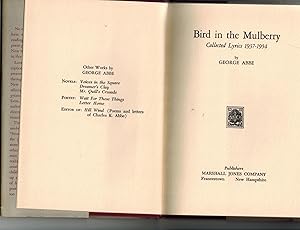 Other Works by
GEORGE ABBE
NOVELS: Voices in the Square
Dreamer's Clay
Mr. Quill's Crusade
POETRY: Wait For These Things
Letter Home
EDITOR OF: Hill Wind (Poems and letters
of Charles K. Abbe)
Bird in the Mulberry
Collected Lyrics 1937-1954
by
GEORGE ABBE
Publishers
MARSHALL JONES COMPANY
Francestown New Hampshire